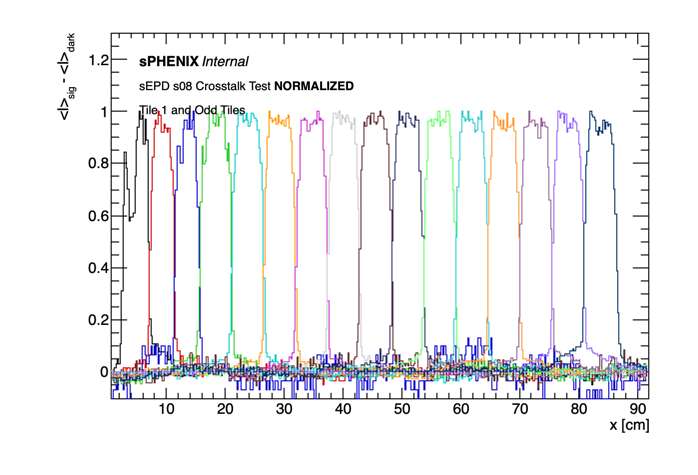 <I>sig - <I>dark
sPHENIX Internal
sEPD s08 Crosstalk Test NORMALIZED
Tile 1 and Odd Tiles
1.2
1
0.8
0.6
0.4
0.2
0
10 20 30 40 50 60 70 80 90
x [cm]